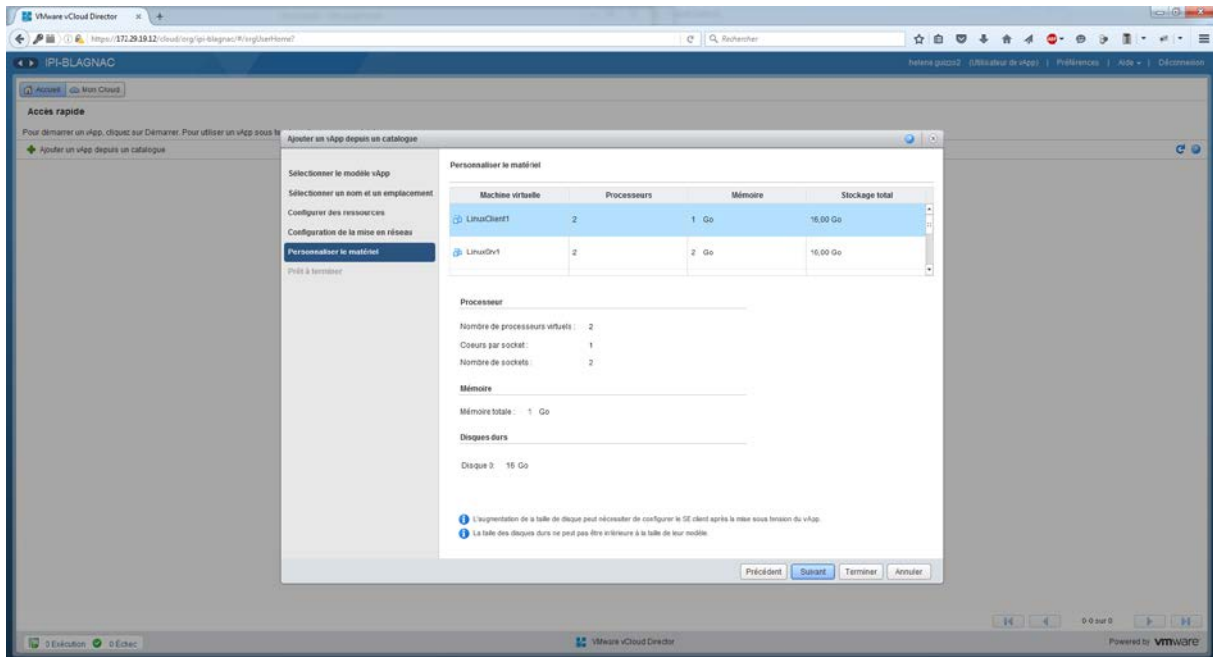 VMware vCloud Director
https://172.29.19.12/cloud/org/ipi-blagnac/#/orgUserHome?
Rechercher
IPI-BLAGNAC
(Utilisateur de vApp) | Préférences | Aide | Déconnexion
Accueil Mon Cloud
Accès rapide
Pour démarrer un vApp, cliquez sur Démarrer. Pour utiliser un vApp sous
Ajouter un vApp depuis un catalogue
Ajouter un vApp depuis un catalogue
Sélectionner le modèle vApp
Sélectionner un nom et un emplacement
Configurer des ressources
Configuration de la mise en réseau
Personnaliser le matériel
Prêt à terminer
Personnaliser le matériel
Machine virtuelle Processeurs Mémoire Stockage total
LinuxClient1 2 1 Go 16,00 Go
LinuxSrv1 2 2 Go 16,00 Go
Processeur
Nombre de processeurs virtuels : 2
Coeurs par socket : 1
Nombre de sockets : 2
Mémoire
Mémoire totale : 1 Go
Disques durs
Disque 16 Go
L'augmentation de la taille de disque peut nécessiter de configurer le SE client après la mise sous tension du vApp.
La taille des disques durs ne peut pas être inférieure à la taille de leur modèle.
Précédent Suivant Terminer Annuler
0-0 sur 0
0 Exécution 0 Échec
VMware vCloud Director
Powered by vmware